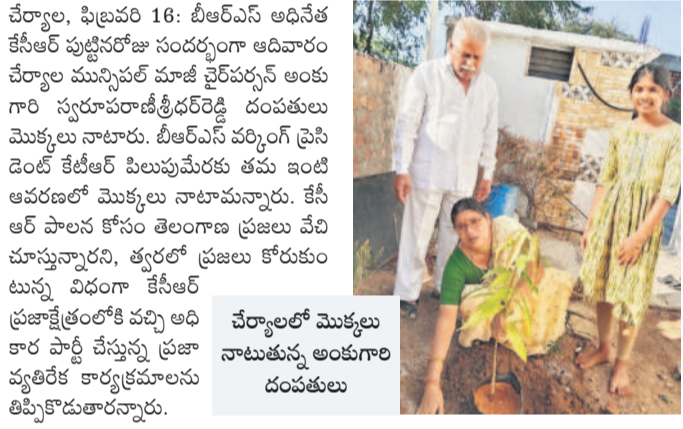 చేర్యాల, ఫిబ్రవరి 16: బీఆర్ఎస్ అధినేత
కేసీఆర్ పుట్టినరోజు సందర్భంగా ఆదివారం
చేర్యాల మున్సిపల్ మాజీ చైర్‌పర్సన్ అంకు
గారి స్వరూపరాణీశ్రీధర్‌రెడ్డి దంపతులు
మొక్కలు నాటారు. బీఆర్ఎస్ వర్కింగ్ ప్రెసి
డెంట్ కేటీఆర్ పిలుపుమేరకు తమ ఇంటి
ఆవరణలో మొక్కలు నాటామన్నారు. కేసీ
ఆర్ పాలన కోసం తెలంగాణ ప్రజలు వేచి
చూస్తున్నారని, త్వరలో ప్రజలు కోరుకుం
టున్న విధంగా కేసీఆర్
ప్రజాక్షేత్రంలోకి వచ్చి అధి
కార పార్టీ చేస్తున్న ప్రజా
వ్యతిరేక కార్యక్రమాలను
తిప్పికొడుతారన్నారు.
చేర్యాలలో మొక్కలు
నాటుతున్న అంకుగారి
దంపతులు